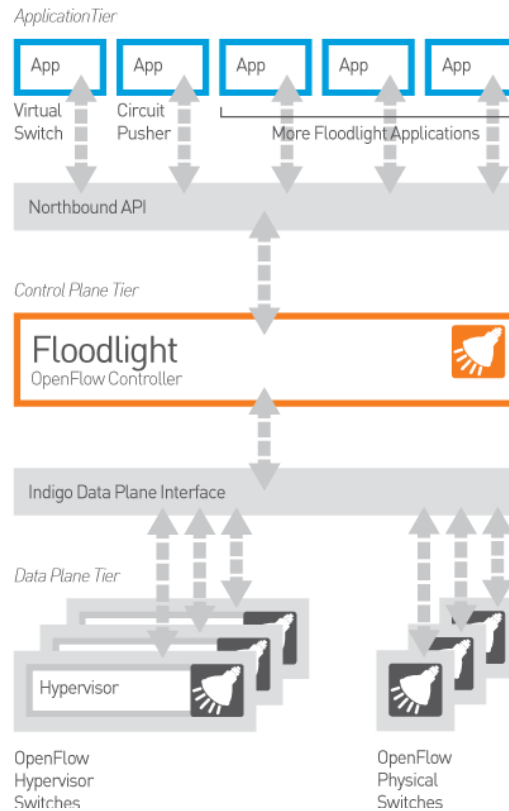 ApplicationTier
App
App
App
App
App
Virtual
Switch
Circuit
Pusher
More Floodlight Applications
Northbound API
Control Plane Tier
Floodlight
OpenFlow Controller
Indigo Data Plane Interface
Data Plane Tier
Hypervisor
OpenFlow
Hypervisor
Switches
OpenFlow
Physical
Switches